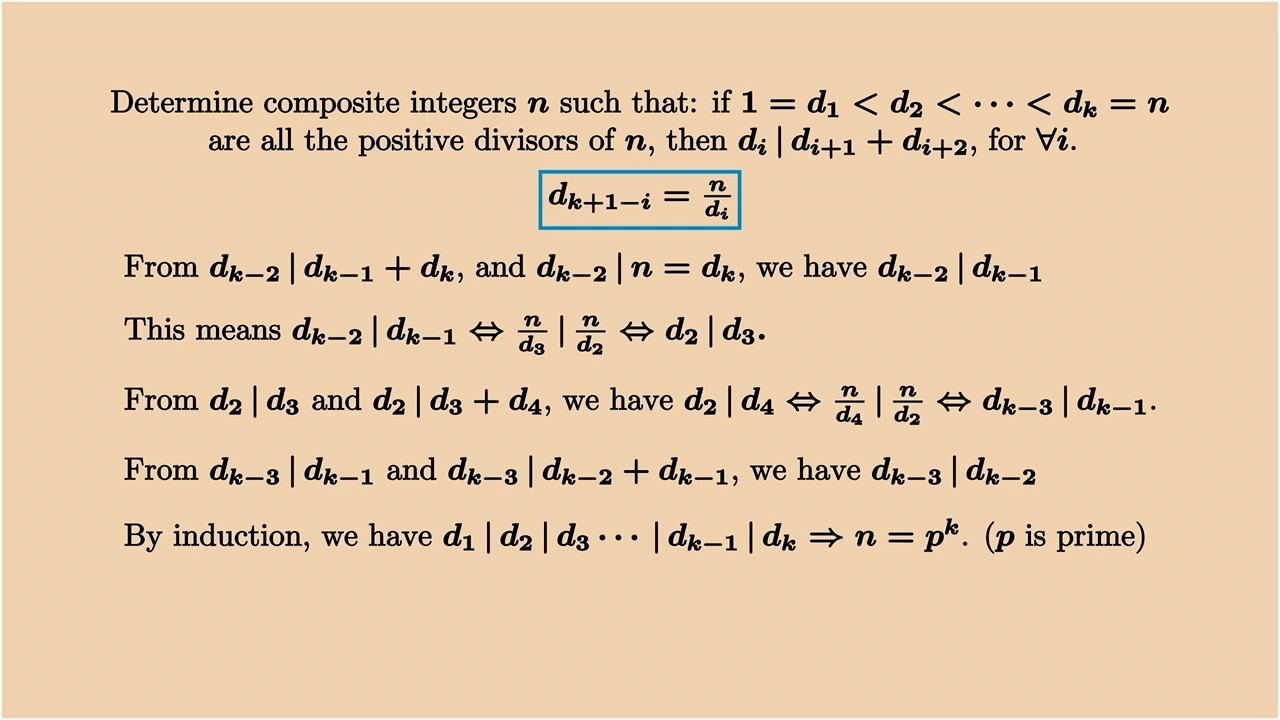 Determine composite integers n such that: if 1 = d₁ < d₂ < ··· < dₖ = n
are all the positive divisors of n, then dᵢ | dᵢ₊₁ + dᵢ₊₂, for ∀i.
dₖ₊₁₋ᵢ = n/dᵢ
From dₖ₋₂ | dₖ₋₁ + dₖ, and dₖ₋₂ | n = dₖ, we have dₖ₋₂ | dₖ₋₁
This means dₖ₋₂ | dₖ₋₁ ⇔ n/d₃ | n/d₂ ⇔ d₂ | d₃.
From d₂ | d₃ and d₂ | d₃ + d₄, we have d₂ | d₄ ⇔ n/d₄ | n/d₂ ⇔ dₖ₋₃ | dₖ₋₁.
From dₖ₋₃ | dₖ₋₁ and dₖ₋₃ | dₖ₋₂ + dₖ₋₁, we have dₖ₋₃ | dₖ₋₂
By induction, we have d₁ | d₂ | d₃ ··· | dₖ₋₁ | dₖ ⇒ n = pᵏ. (p is prime)